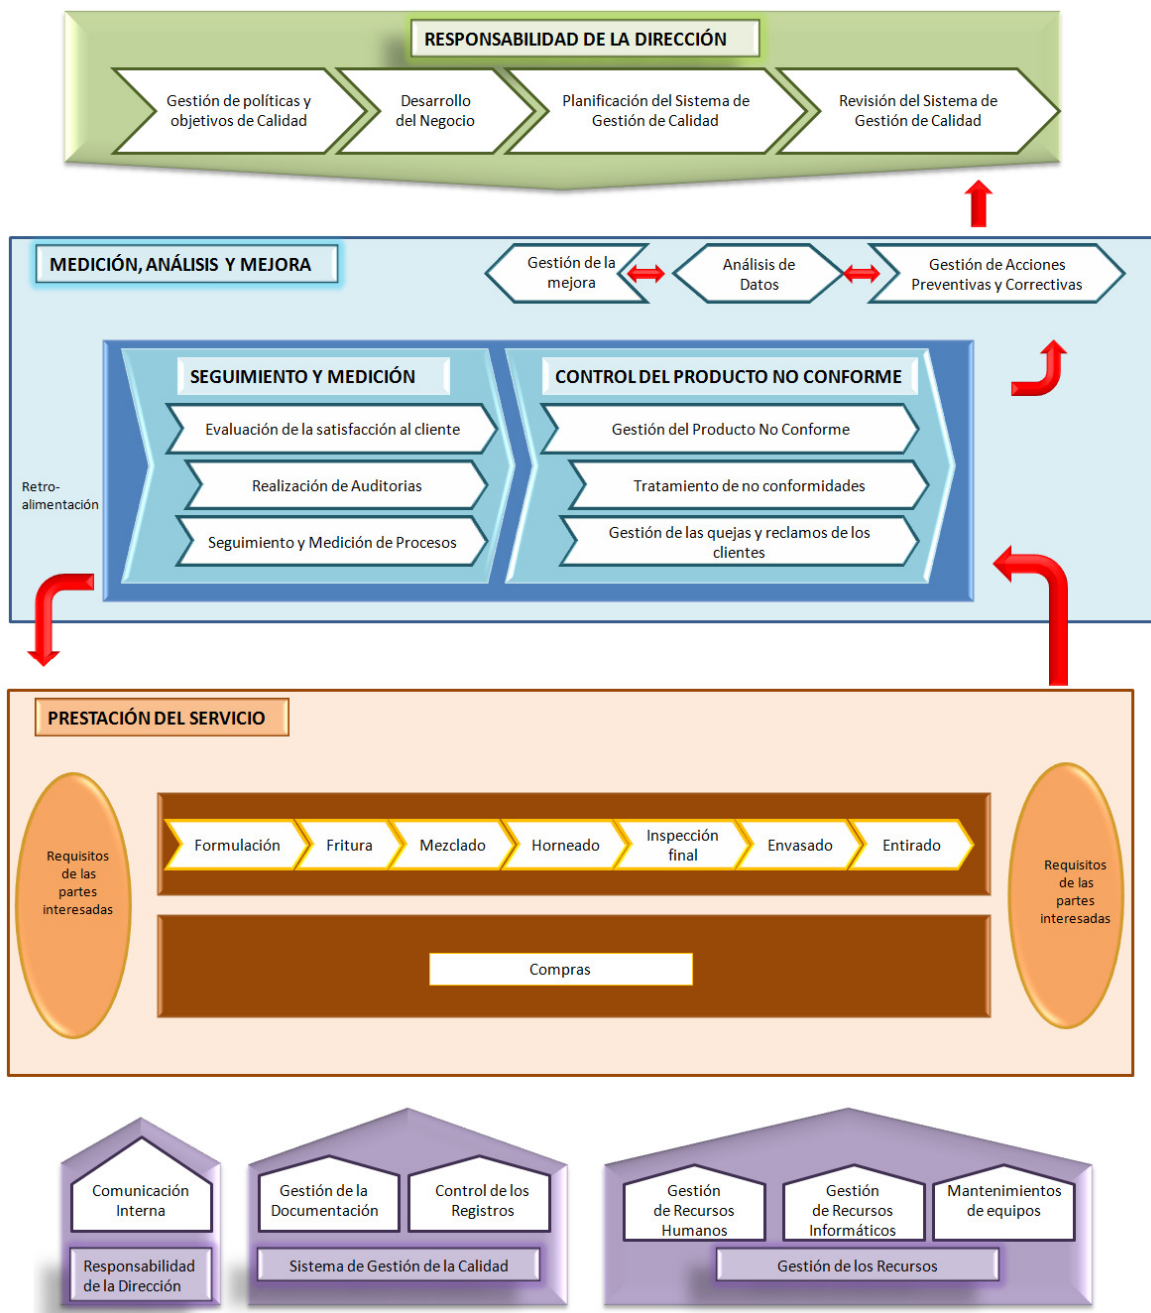 RESPONSABILIDAD DE LA DIRECCIÓN
Gestión de políticas y
objetivos de Calidad
Desarrollo
del Negocio
Planificación del Sistema de
Gestión de Calidad
Revisión del Sistema de
Gestión de Calidad
MEDICIÓN, ANÁLISIS Y MEJORA
Gestión de la
mejora
Análisis de
Datos
Gestión de Acciones
Preventivas y Correctivas
SEGUIMIENTO Y MEDICIÓN
Evaluación de la satisfacción al cliente
Realización de Auditorias
Seguimiento y Medición de Procesos
CONTROL DEL PRODUCTO NO CONFORME
Gestión del Producto No Conforme
Tratamiento de no conformidades
Gestión de las quejas y reclamos de los
clientes
Retro-
alimentación
PRESTACIÓN DEL SERVICIO
Requisitos
de las
partes
interesadas
Formulación
Fritura
Mezclado
Horneado
Inspección
final
Envasado
Entirado
Compras
Requisitos
de las
partes
interesadas
Comunicación
Interna
Responsabilidad
de la Dirección
Gestión de la
Documentación
Control de los
Registros
Sistema de Gestión de la Calidad
Gestión
de Recursos
Humanos
Gestión
de Recursos
Informáticos
Mantenimientos
de equipos
Gestión de los Recursos